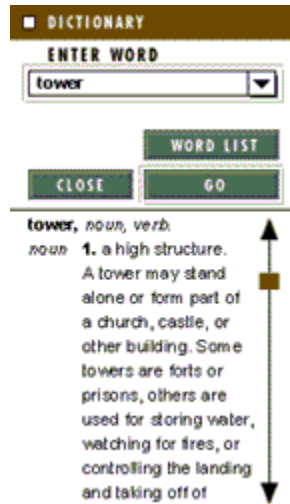 DICTIONARY
ENTER WORD
tower
WORD LIST
CLOSE
GO
tower, noun, verb.
noun 1. a high structure.
A tower may stand
alone or form part of
a church, castle, or
other building. Some
towers are forts or
prisons, others are
used for storing water,
watching for fires, or
controlling the landing
and taking off of